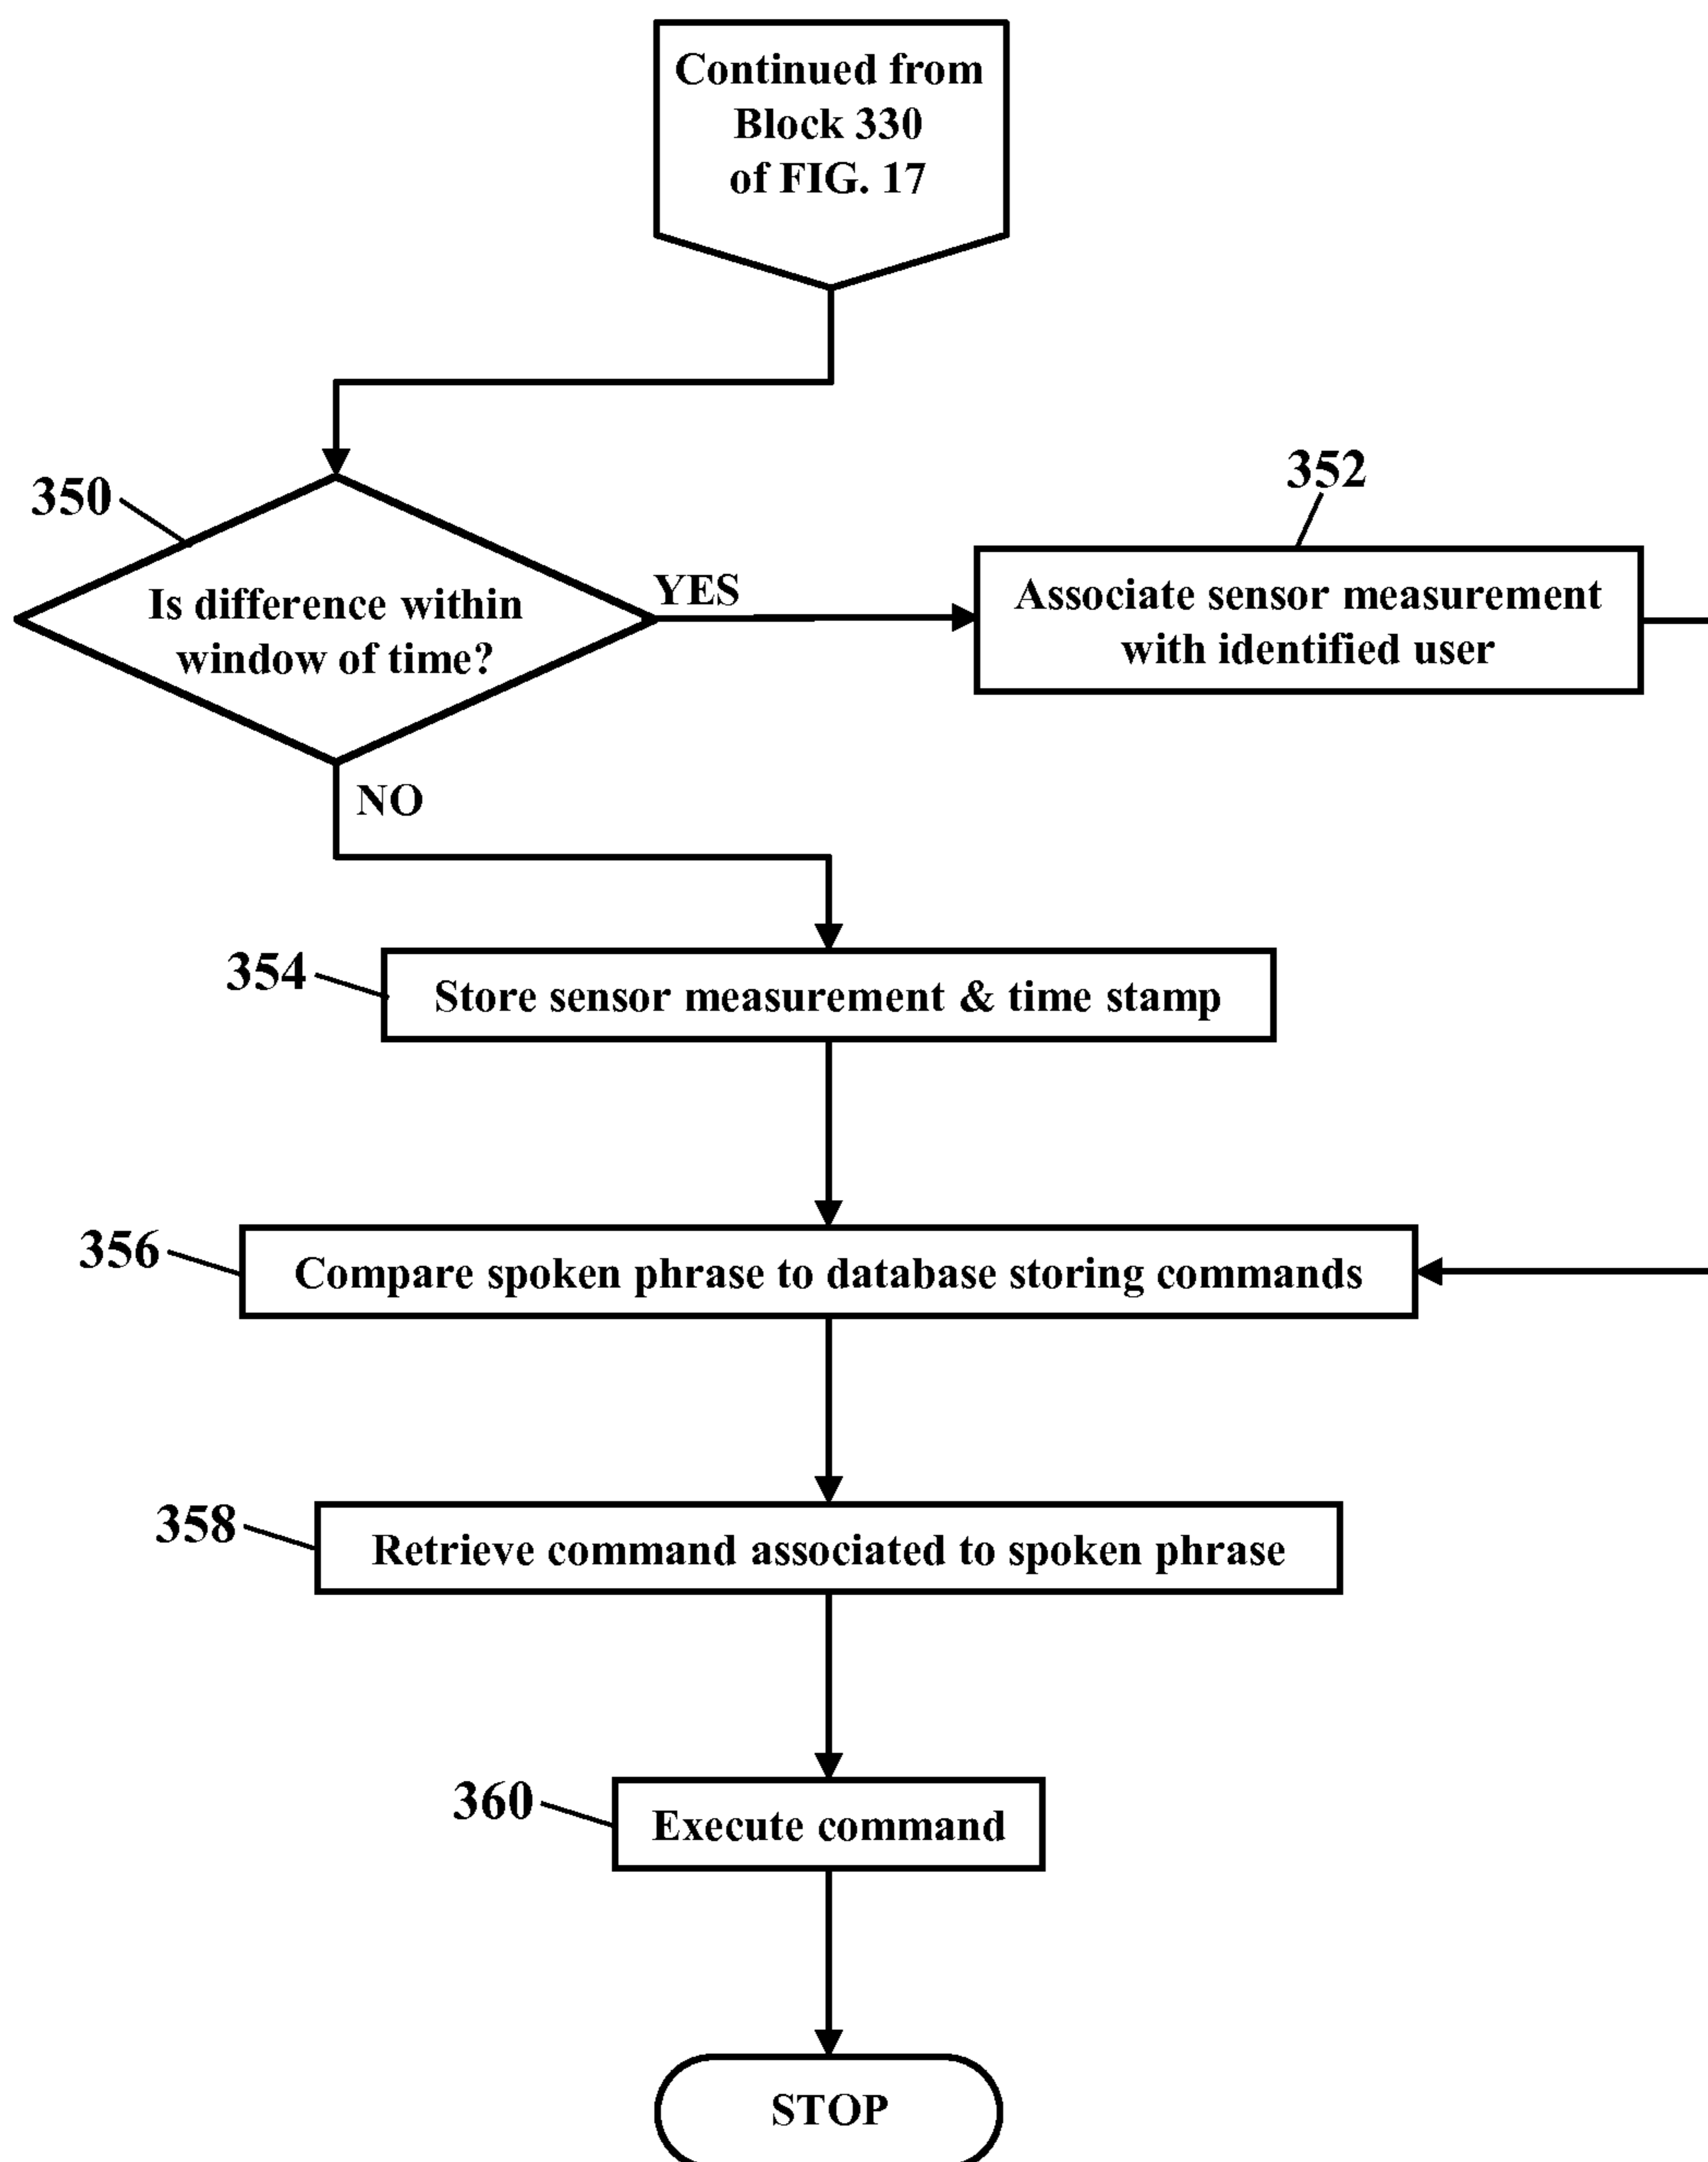 Continued from
Block 330
of FIG. 17
350
Is difference within
window of time?
YES
352
Associate sensor measurement
with identified user
NO
354
Store sensor measurement & time stamp
356
Compare spoken phrase to database storing commands
358
Retrieve command associated to spoken phrase
360
Execute command
STOP